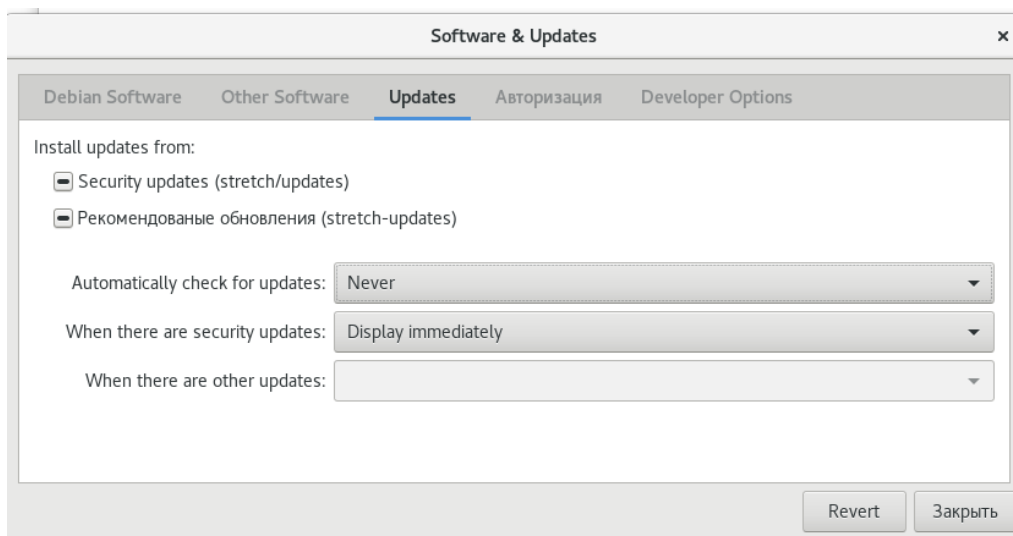 Software & Updates
Debian Software Other Software Updates Авторизация Developer Options
Install updates from:
Security updates (stretch/updates)
Рекомендованые обновления (stretch-updates)
Automatically check for updates: Never
When there are security updates: Display immediately
When there are other updates:
Revert Закрыть